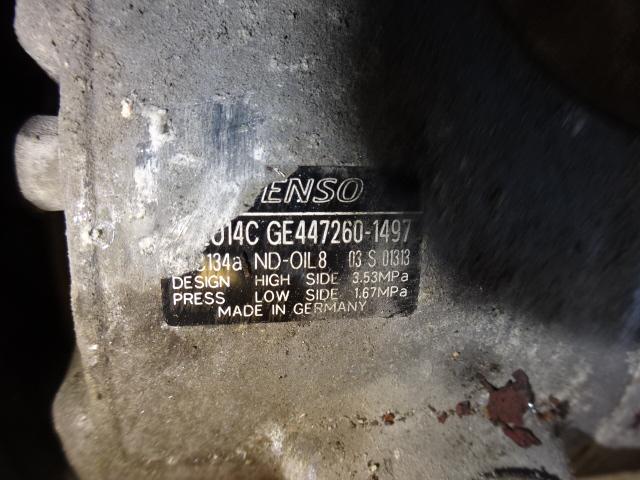 ENSO
014C GE447260-1497
134a ND-OIL8 03 S 01313
DESIGN HIGH SIDE 3.53MPa
PRESS LOW SIDE 1.67MPa
MADE IN GERMANY